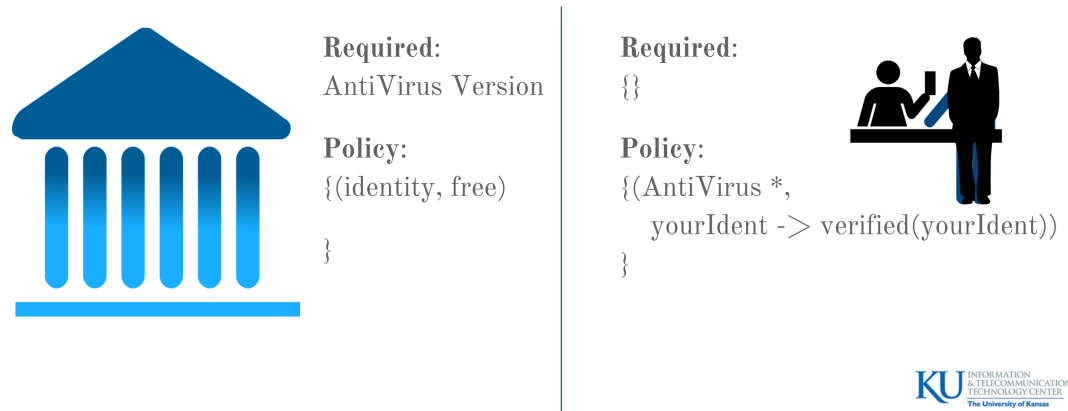 Required:
AntiVirus Version
Policy:
{(identity, free)
}
Required:
{}
Policy:
{(AntiVirus *,
yourIdent -> verified(yourIdent))
}
KU INFORMATION
& TELECOMMUNICATION
TECHNOLOGY CENTER
The University of Kansas